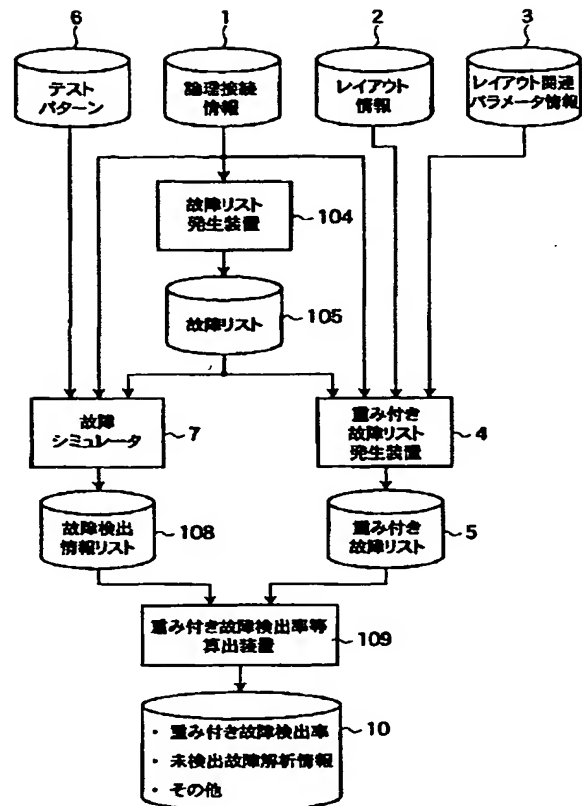 6
1
2
3
テスト
パターン
論理接続
情報
レイアウト
情報
レイアウト関連
パラメータ情報
故障リスト
発生装置
104
故障リスト
105
故障
シミュレータ
7
重み付き
故障リスト
発生装置
4
故障検出
情報リスト
108
重み付き
故障リスト
5
重み付き故障検出率等
算出装置
109
・ 重み付き故障検出率
・ 未検出故障解析情報
・ その他
10